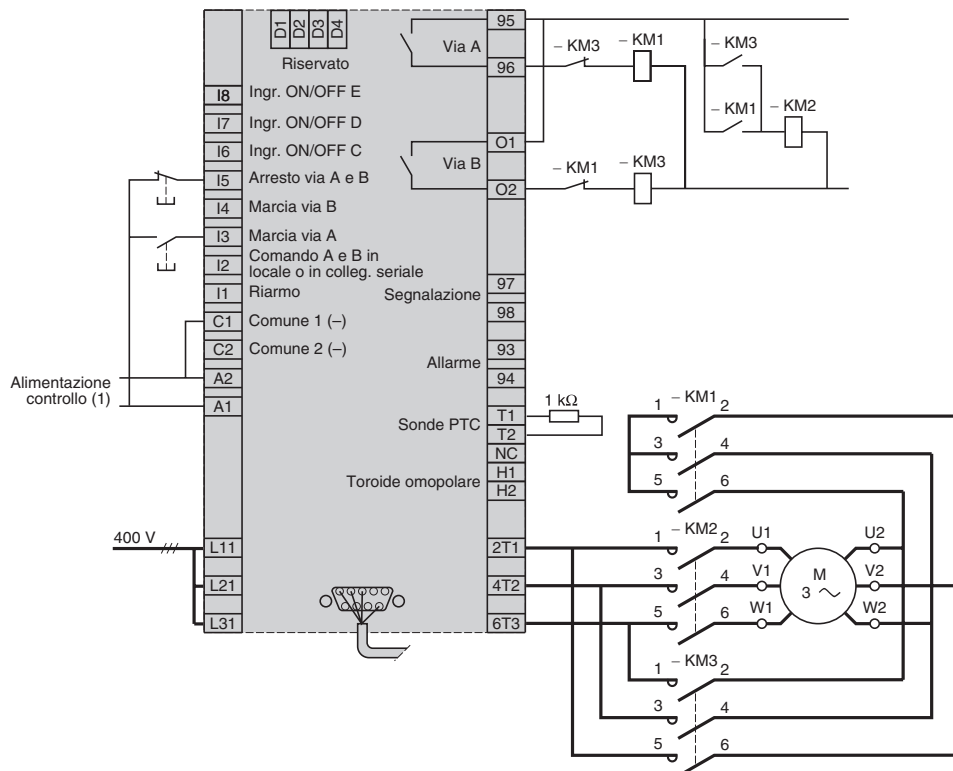 D1 D2 D3 D4
Riservato
I8 Ingr. ON/OFF E
I7 Ingr. ON/OFF D
I6 Ingr. ON/OFF C
I5 Arresto via A e B
I4 Marcia via B
I3 Marcia via A
I2 Comando A e B in
locale o in colleg. seriale
I1 Riarmo
C1 Comune 1 (–)
C2 Comune 2 (–)
A2
A1
Alimentazione
controllo (1)
400 V
L11
L21
L31
95
Via A
96
O1
Via B
O2
97
Segnalazione
98
93
Allarme
94
T1
Sonde PTC
T2
NC
H1
Toroide omopolare
H2
2T1
4T2
6T3
1 kΩ
– KM3
– KM1
– KM3
– KM1
– KM2
– KM1
– KM3
1 – KM1 2
3 4
5 6
1 – KM2 2 U1 U2
3 4 V1 M V2
3 ~
5 6 W1 W2
1 – KM3 2
3 4
5 6